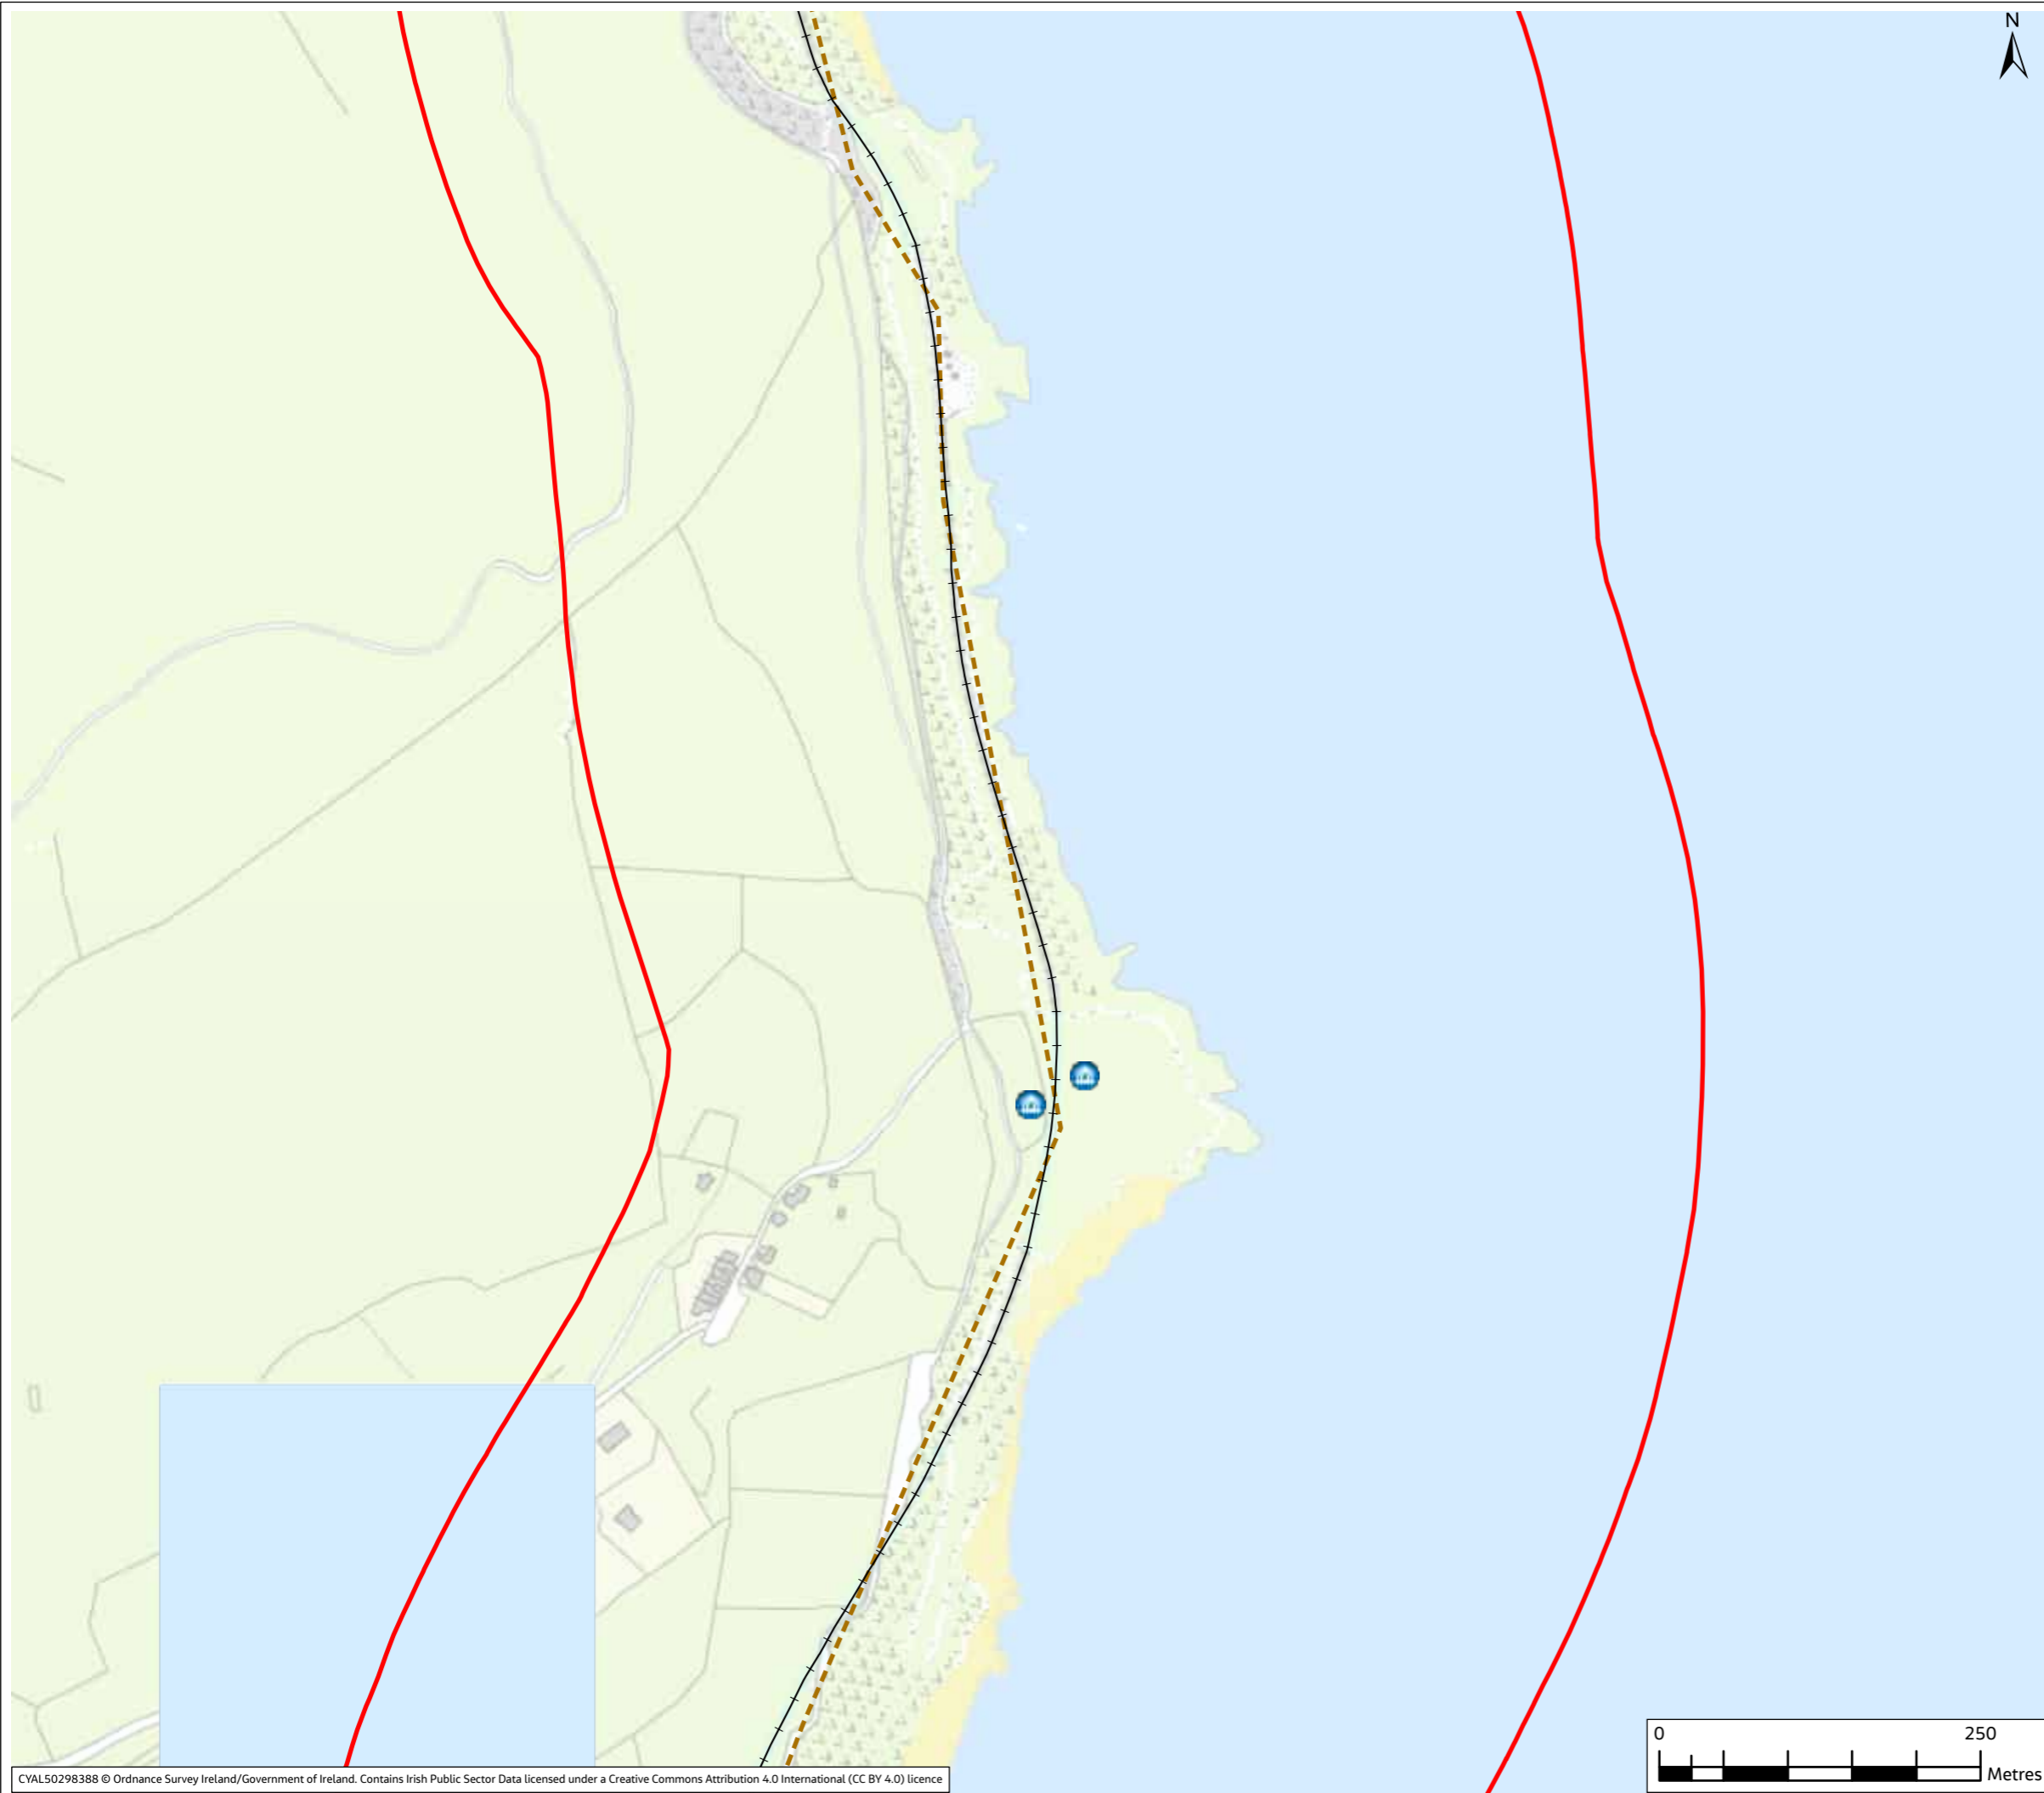 N
0 250
Metres
CYAL50298388 © Ordnance Survey Ireland/Government of Ireland. Contains Irish Public Sector Data licensed under a Creative Commons Attribution 4.0 International (CC BY 4.0) licence